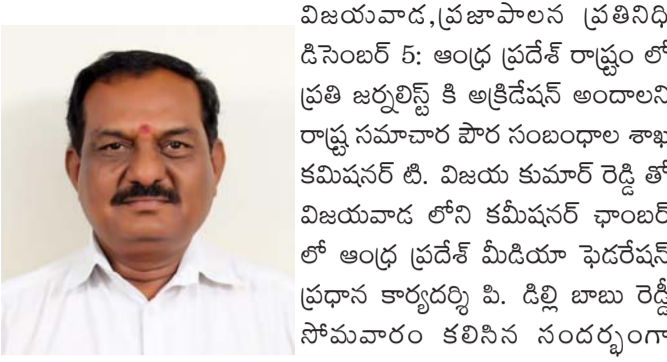 విజయవాడ,ప్రజాపాలన ప్రతినిధి
డిసెంబర్ 5: ఆంధ్ర ప్రదేశ్ రాష్ట్రం లో
ప్రతి జర్నలిస్ట్ కి అక్రిడేషన్ అందాలని
రాష్ట్ర సమాచార పౌర సంబంధాల శాఖ
కమిషనర్ టి. విజయ కుమార్ రెడ్డి తో
విజయవాడ లోని కమీషనర్ ఛాంబర్
లో ఆంధ్ర ప్రదేశ్ మీడియా ఫెడరేషన్
ప్రధాన కార్యదర్శి పి. డిల్లి బాబు రెడ్డీ
సోమవారం కలిసిన సందర్భంగా